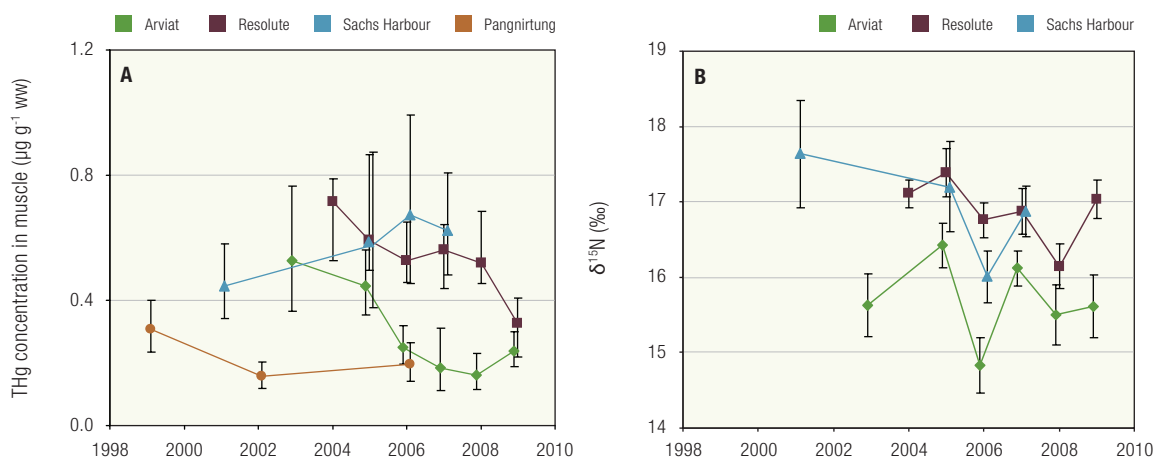 Arviat Resolute Sachs Harbour Pangnirtung
A
THg concentration in muscle (µg g-1 ww)
1.2
0.8
0.4
0.0
1998 2000 2002 2004 2006 2008 2010
Arviat Resolute Sachs Harbour
B
δ15N (‰)
19
18
17
16
15
14
1998 2000 2002 2004 2006 2008 2010